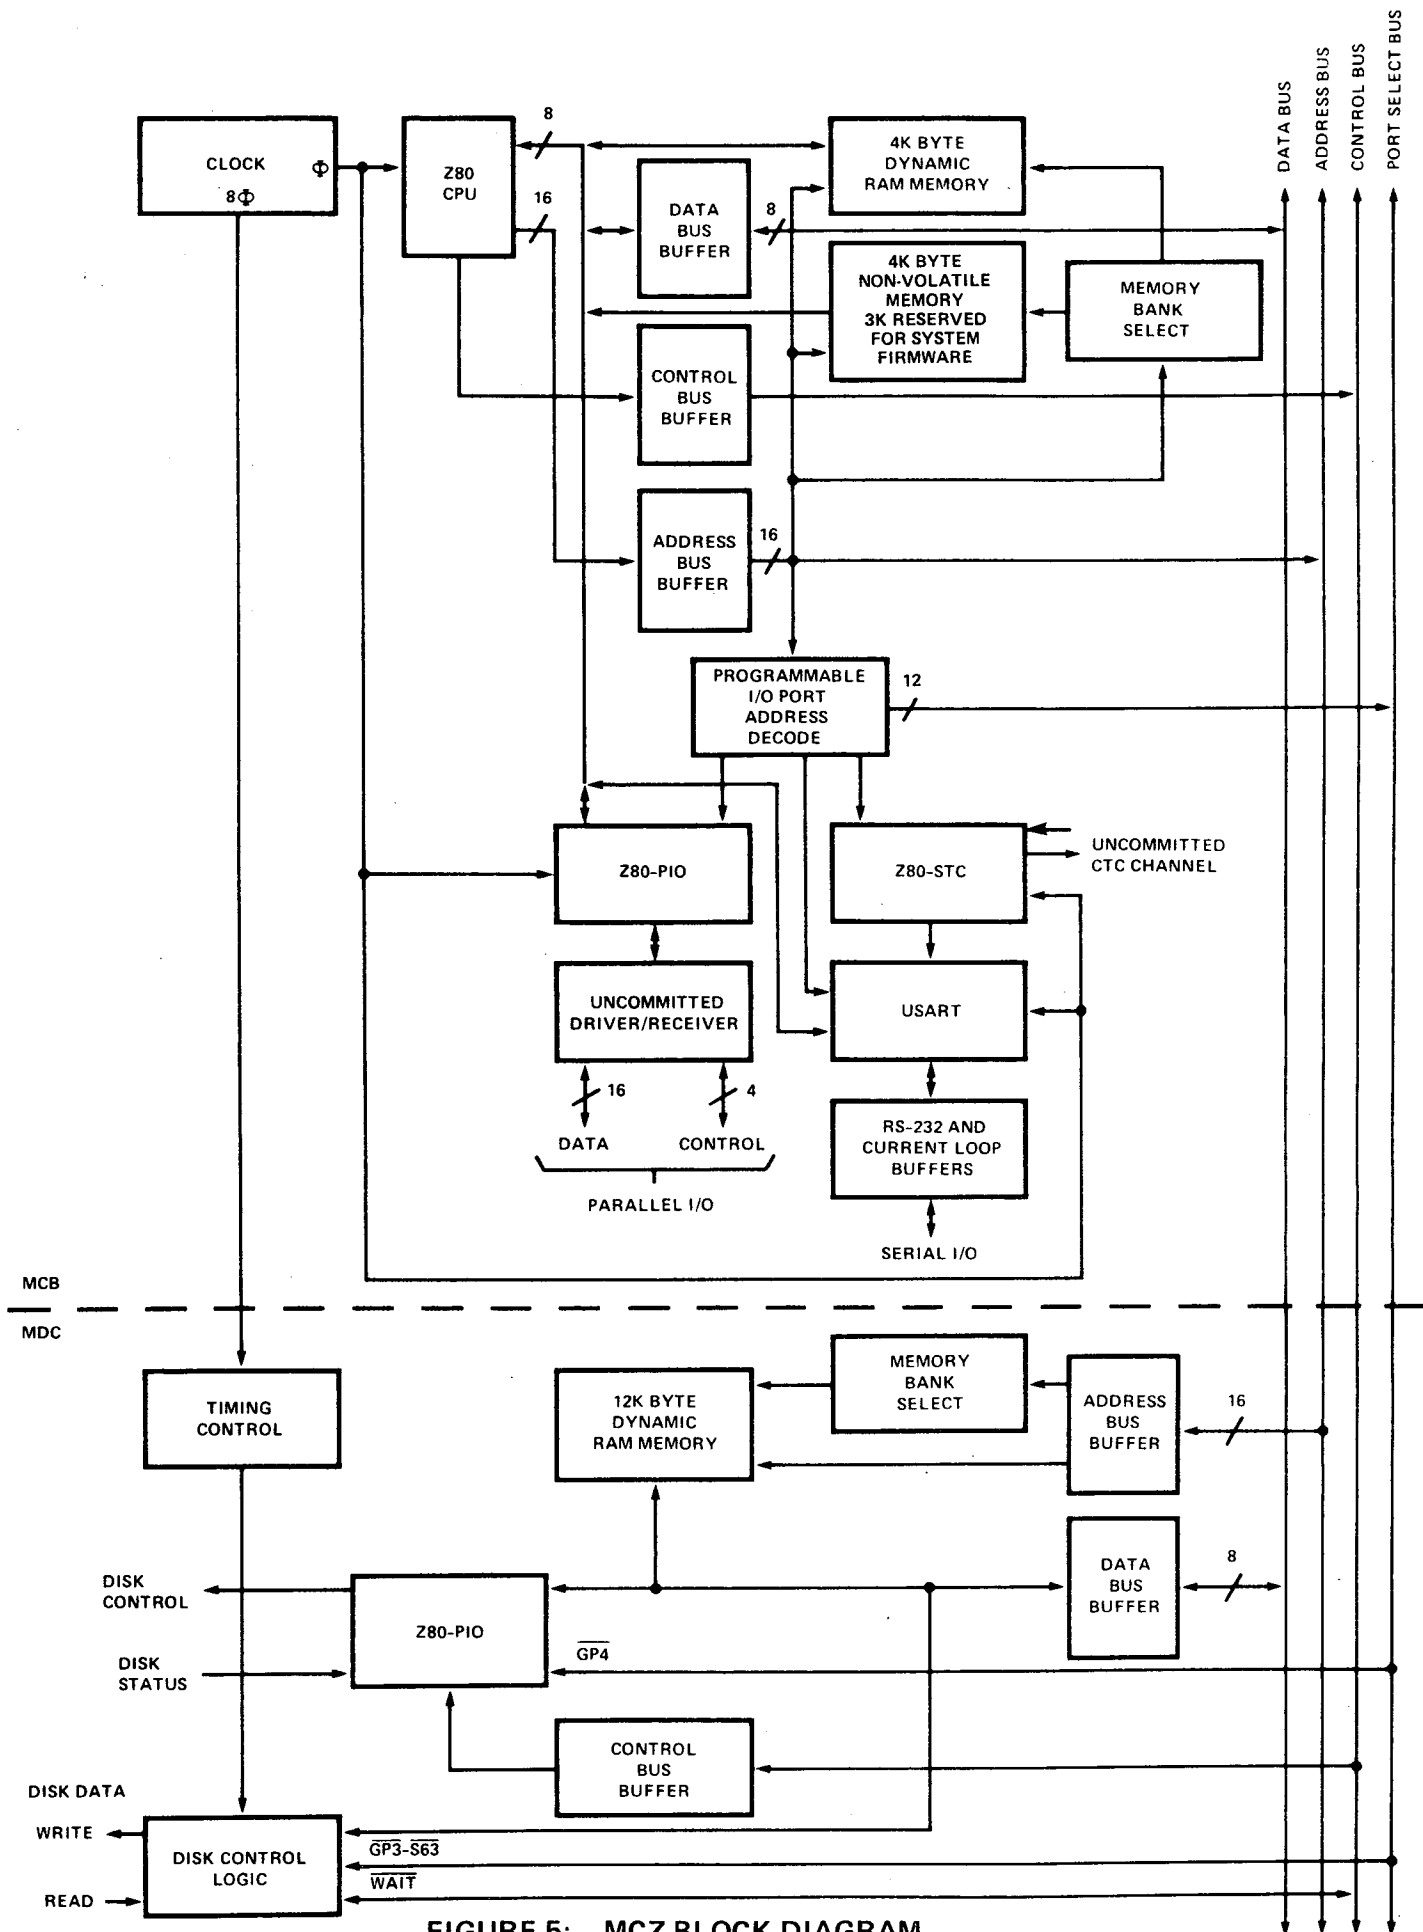 DATA BUS
ADDRESS BUS
CONTROL BUS
PORT SELECT BUS
CLOCK
Φ
8Φ
Z80
CPU
8
16
DATA
BUS
BUFFER
8
4K BYTE
DYNAMIC
RAM MEMORY
4K BYTE
NON-VOLATILE
MEMORY
3K RESERVED
FOR SYSTEM
FIRMWARE
MEMORY
BANK
SELECT
CONTROL
BUS
BUFFER
ADDRESS
BUS
BUFFER
16
PROGRAMMABLE
I/O PORT
ADDRESS
DECODE
12
Z80-PIO
Z80-STC
UNCOMMITTED
CTC CHANNEL
UNCOMMITTED
DRIVER/RECEIVER
USART
16
4
DATA
CONTROL
PARALLEL I/O
RS-232 AND
CURRENT LOOP
BUFFERS
SERIAL I/O
MCB
MDC
TIMING
CONTROL
12K BYTE
DYNAMIC
RAM MEMORY
MEMORY
BANK
SELECT
ADDRESS
BUS
BUFFER
16
DISK
CONTROL
DISK
STATUS
Z80-PIO
DATA
BUS
BUFFER
8
G̅P̅4̅
CONTROL
BUS
BUFFER
DISK DATA
WRITE
READ
DISK CONTROL
LOGIC
G̅P̅3̅-S̅6̅3̅
W̅A̅I̅T̅
FIGURE 5: MCZ BLOCK DIAGRAM